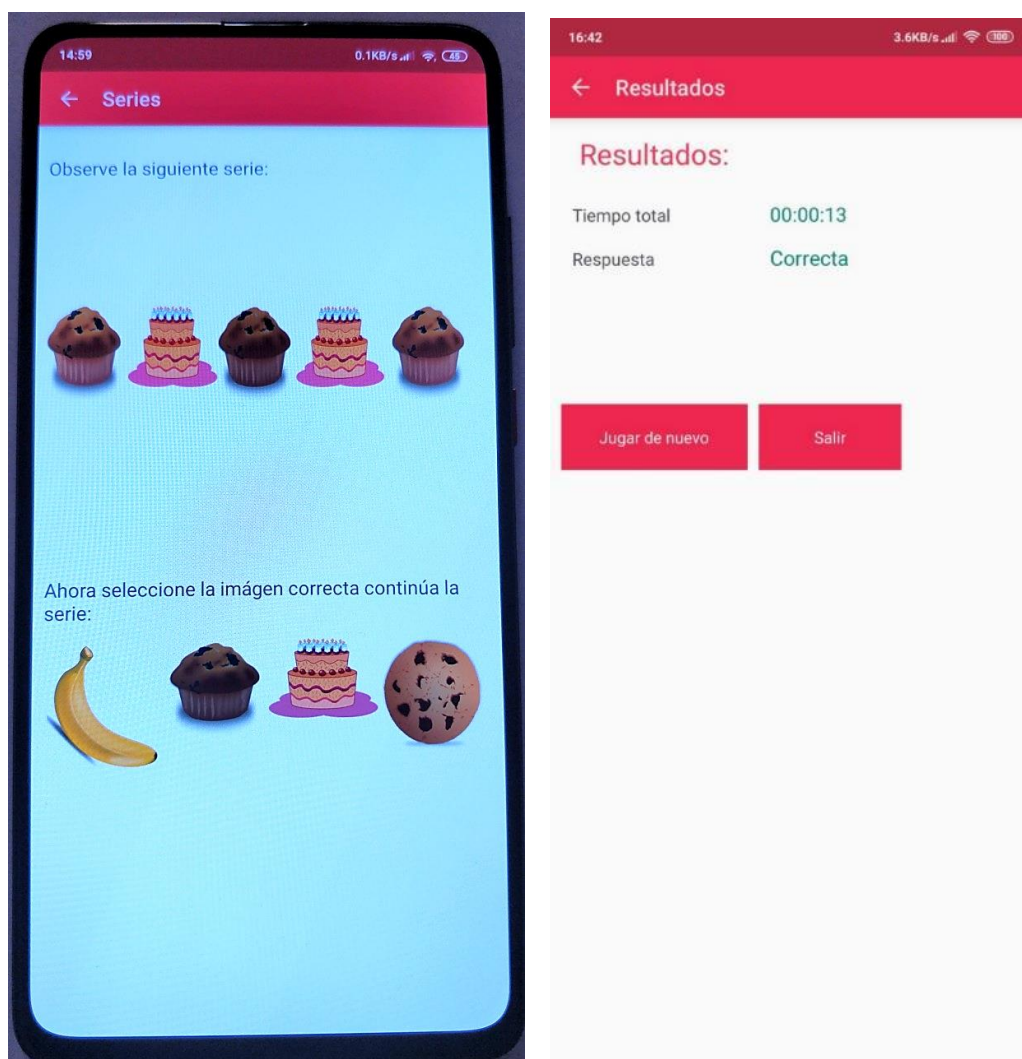 14:59
0.1KB/s
45
Series
Observe la siguiente serie:
Ahora seleccione la imágen correcta continúa la
serie:
16:42
3.6KB/s
100
Resultados
Resultados:
Tiempo total 00:00:13
Respuesta Correcta
Jugar de nuevo Salir